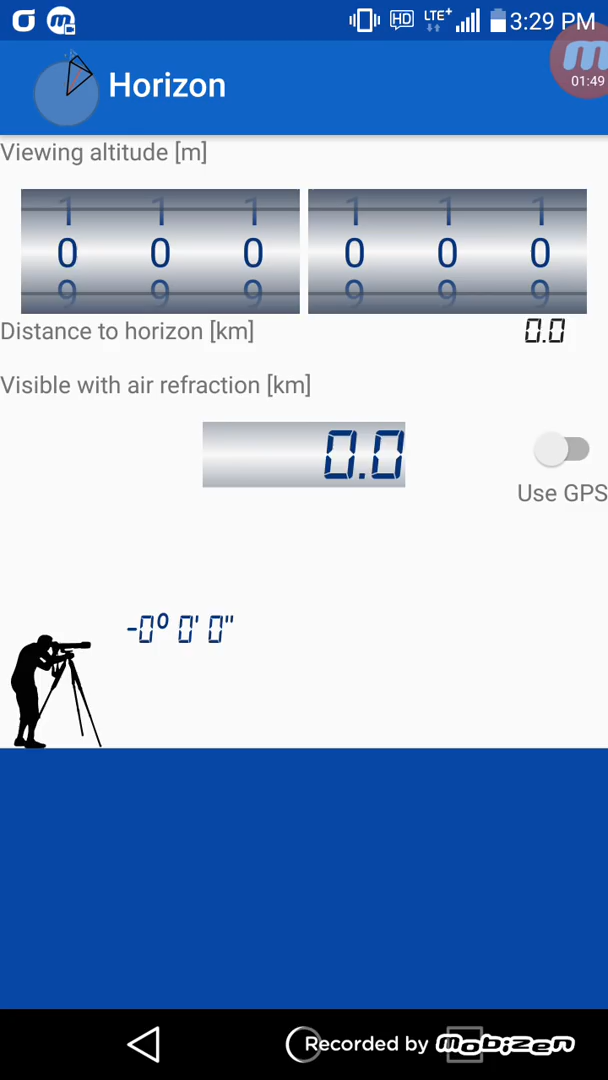 HD LTE+ 3:29 PM
Horizon
01:49
Viewing altitude [m]
1 1 1 1 1 1
0 0 0 0 0 0
9 9 9 9 9 9
Distance to horizon [km] 0.0
Visible with air refraction [km]
0.0
Use GPS
-0° 0' 0"
Recorded by mobizen